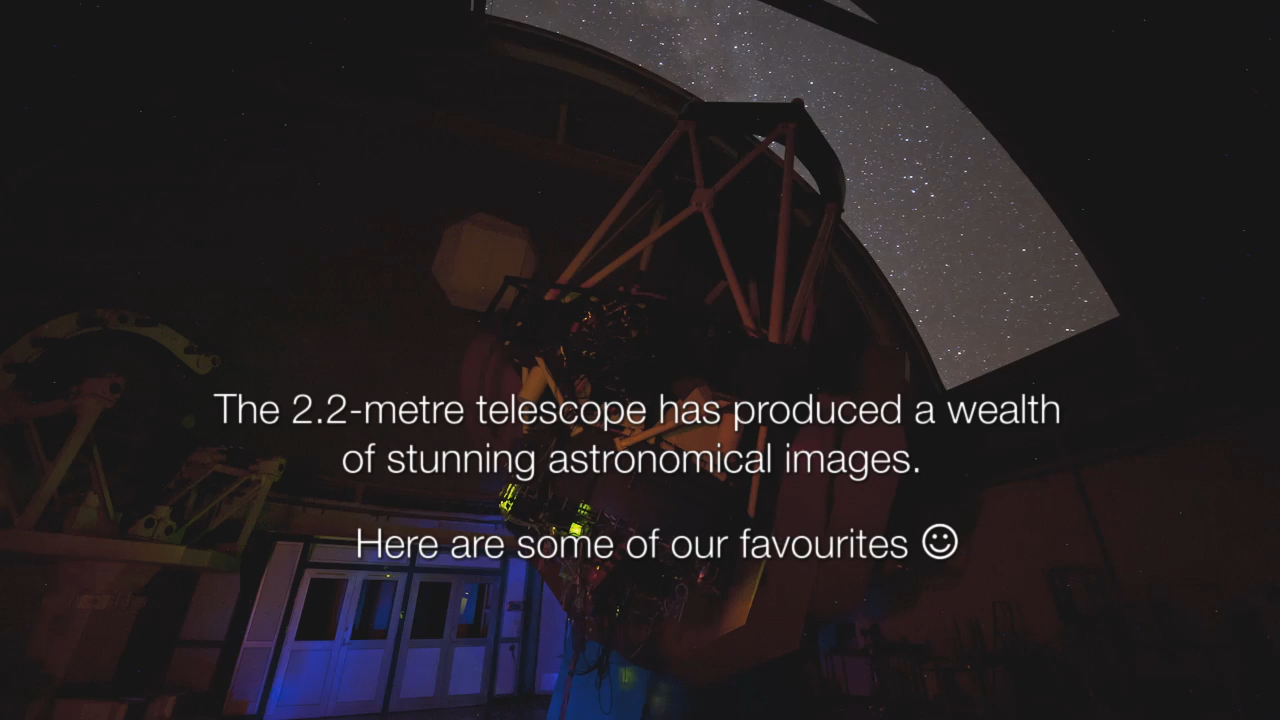 The 2.2-metre telescope has produced a wealth
of stunning astronomical images.
Here are some of our favourites ☺